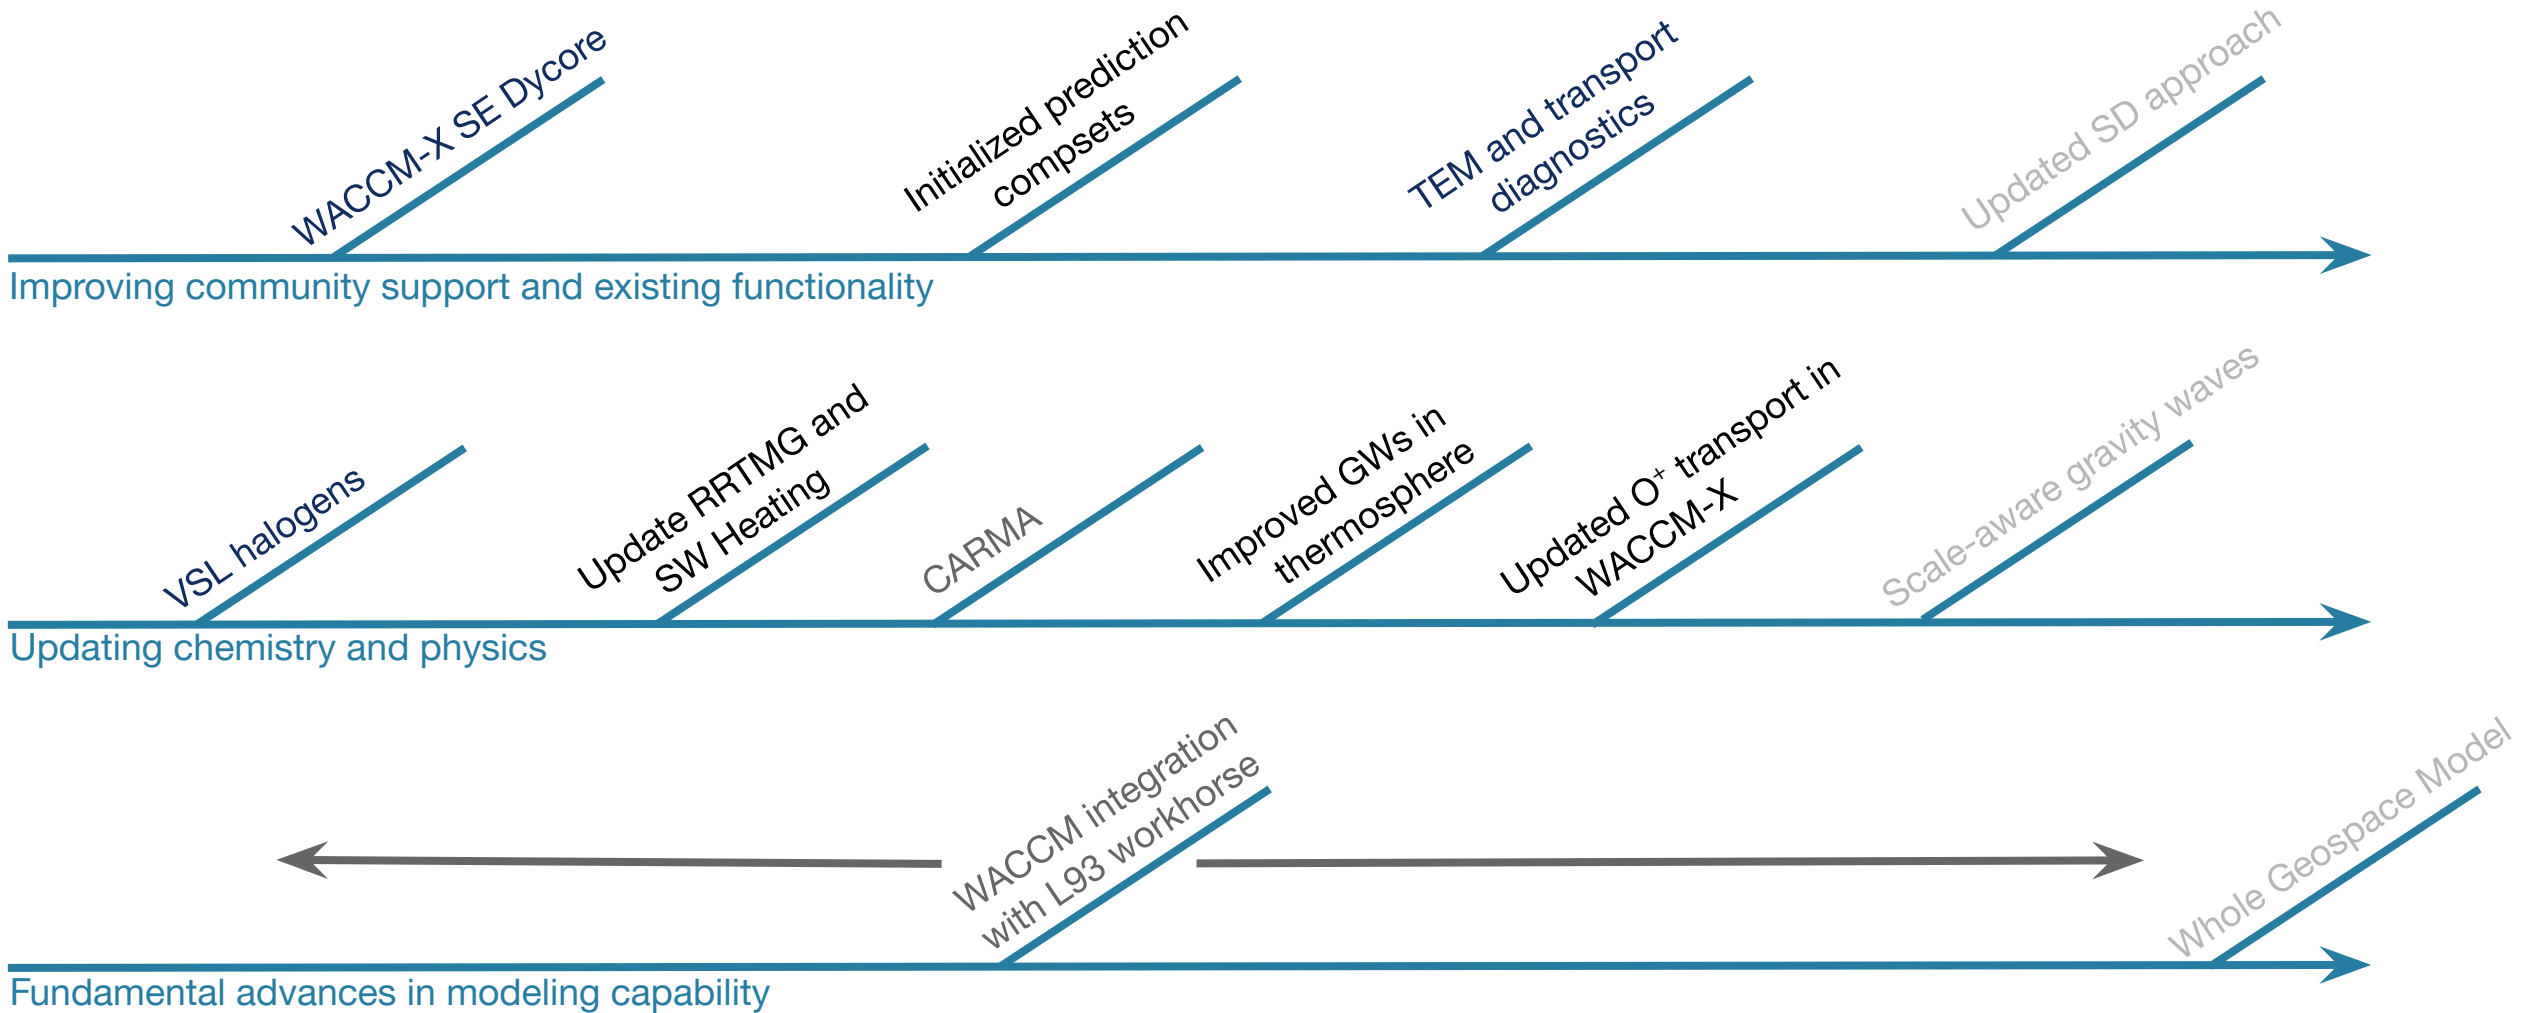 WACCM-X SE Dycore
Initialized prediction
compsets
TEM and transport
diagnostics
Updated SD approach
Improving community support and existing functionality
VSL halogens
Update RRTMG and
SW Heating
CARMA
Improved GWs in
thermosphere
Updated O⁺ transport in
WACCM-X
Scale-aware gravity waves
Updating chemistry and physics
WACCM integration
with L93 workhorse
Whole Geospace Model
Fundamental advances in modeling capability